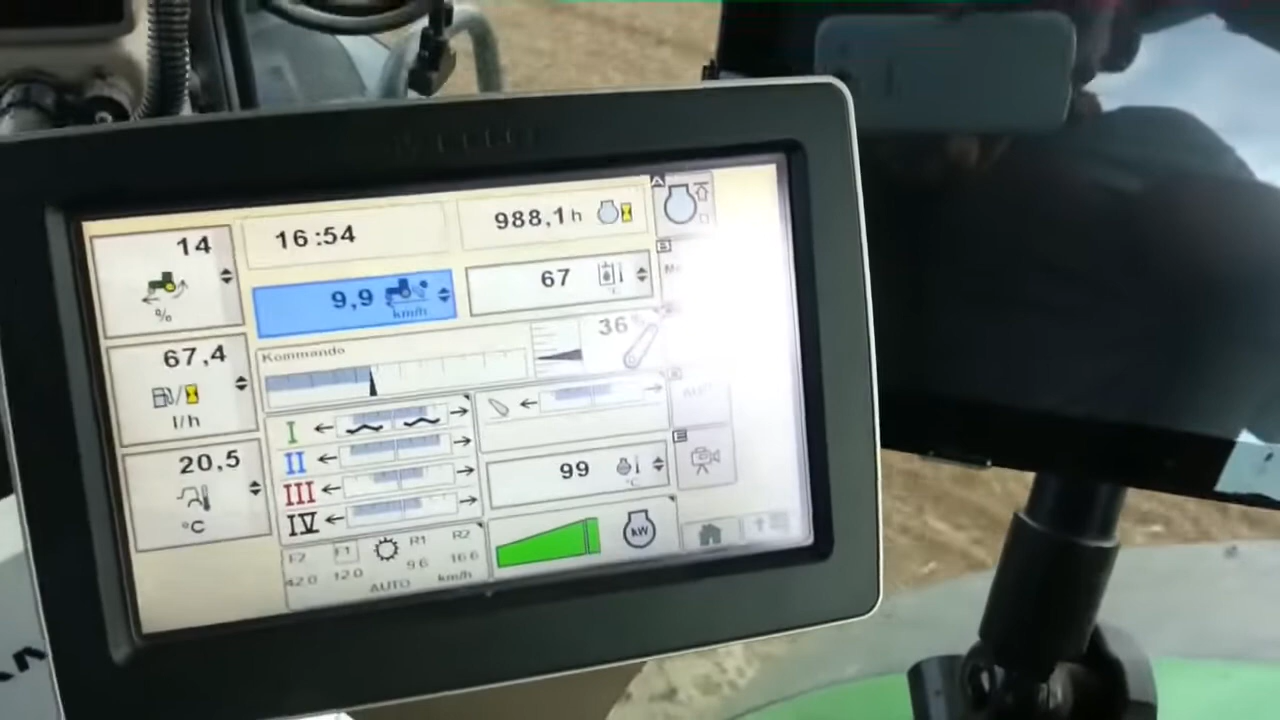 14
%
16:54
988,1 h
9,9
km/h
67
°C
67,4
l/h
Kommando
36
20,5
°C
I
II
III
IV
99
°C
F2 F1 R1 R2
42.0 12.0 9.6 16.6
AUTO km/h
kW
A
B
E